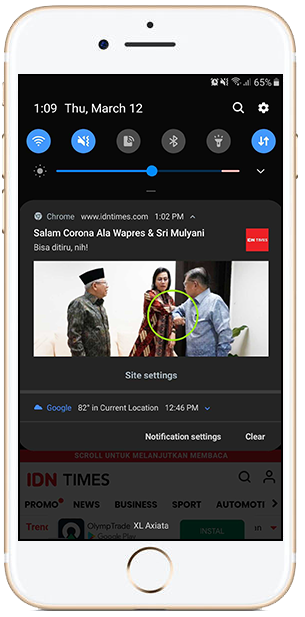 65%
1:09 Thu, March 12
Chrome www.idntimes.com 1:02 PM
Salam Corona Ala Wapres & Sri Mulyani
Bisa ditiru, nih!
IDN TIMES
Site settings
Google 82° in Current Location 12:46 PM
Notification settings Clear
SCROLL UNTUK MELANJUTKAN MEMBACA
IDN TIMES
PROMO NEWS BUSINESS SPORT AUTOMOTI
Trend
OlympTrade XL Axiata
Google Play
INSTAL